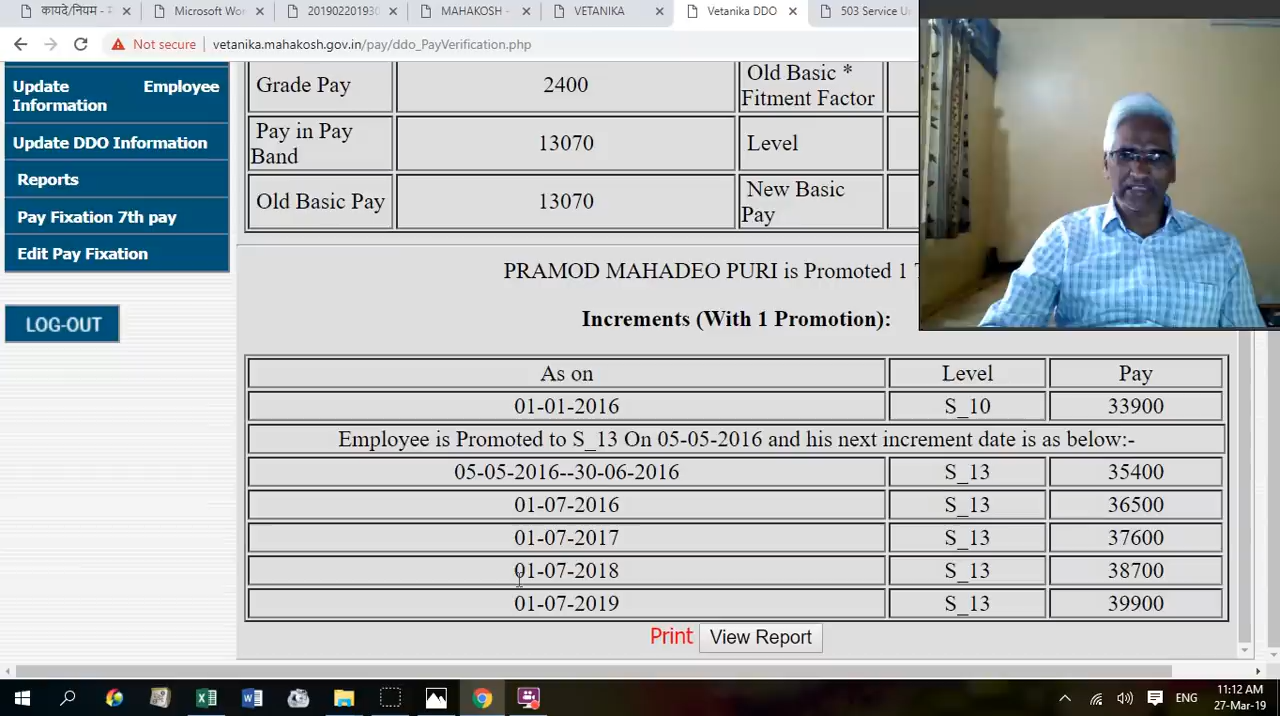 कायदे/नियम -
Microsoft Wor
201902201930
MAHAKOSH -
VETANIKA
Vetanika DDO
503 Service U
Not secure
vetanika.mahakosh.gov.in/pay/ddo_PayVerification.php
Update Employee
Information
Update DDO Information
Reports
Pay Fixation 7th pay
Edit Pay Fixation
LOG-OUT
Grade Pay 2400 Old Basic *
Fitment Factor
Pay in Pay
Band 13070 Level
Old Basic Pay 13070 New Basic
Pay
PRAMOD MAHADEO PURI is Promoted 1
Increments (With 1 Promotion):
As on Level Pay
01-01-2016 S_10 33900
Employee is Promoted to S_13 On 05-05-2016 and his next increment date is as below:-
05-05-2016--30-06-2016 S_13 35400
01-07-2016 S_13 36500
01-07-2017 S_13 37600
01-07-2018 S_13 38700
01-07-2019 S_13 39900
Print View Report
ENG
11:12 AM
27-Mar-19